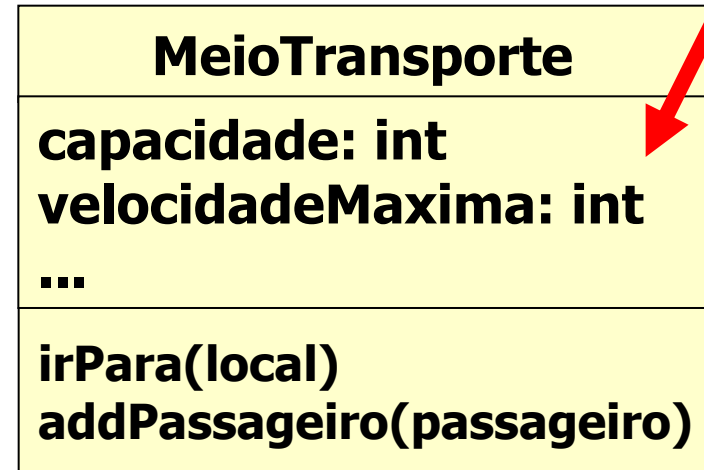 MeioTransporte
capacidade: int
velocidadeMaxima: int
...
irPara(local)
addPassageiro(passageiro)